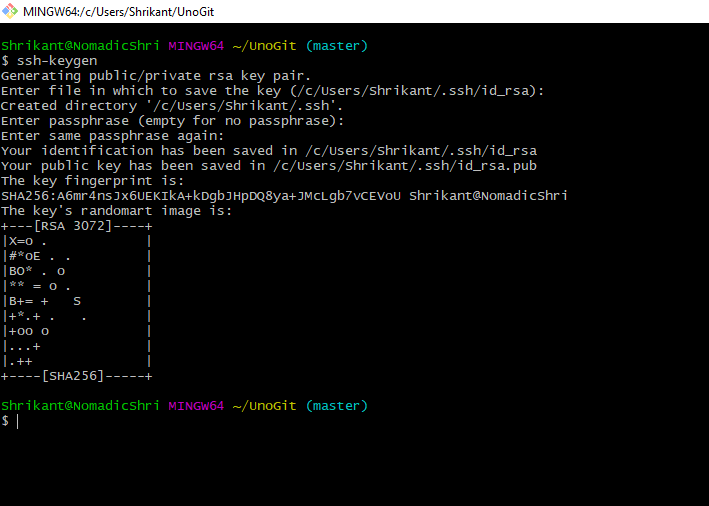 MINGW64:/c/Users/Shrikant/UnoGit
Shrikant@NomadicShri MINGW64 ~/UnoGit (master)
$ ssh-keygen
Generating public/private rsa key pair.
Enter file in which to save the key (/c/Users/Shrikant/.ssh/id_rsa):
Created directory '/c/Users/Shrikant/.ssh'.
Enter passphrase (empty for no passphrase):
Enter same passphrase again:
Your identification has been saved in /c/Users/Shrikant/.ssh/id_rsa
Your public key has been saved in /c/Users/Shrikant/.ssh/id_rsa.pub
The key fingerprint is:
SHA256:A6mr4nsJx6UEKIkA+kDgbJHpDQ8ya+JMcLgb7vCEVoU Shrikant@NomadicShri
The key's randomart image is:
+---[RSA 3072]----+
|X=o .            |
|#*oE . .         |
|BO* . o          |
|** = o .         |
|B+= +   S        |
|+*.+ .   .       |
|+oo o            |
|...+             |
|.++              |
+----[SHA256]-----+
Shrikant@NomadicShri MINGW64 ~/UnoGit (master)
$